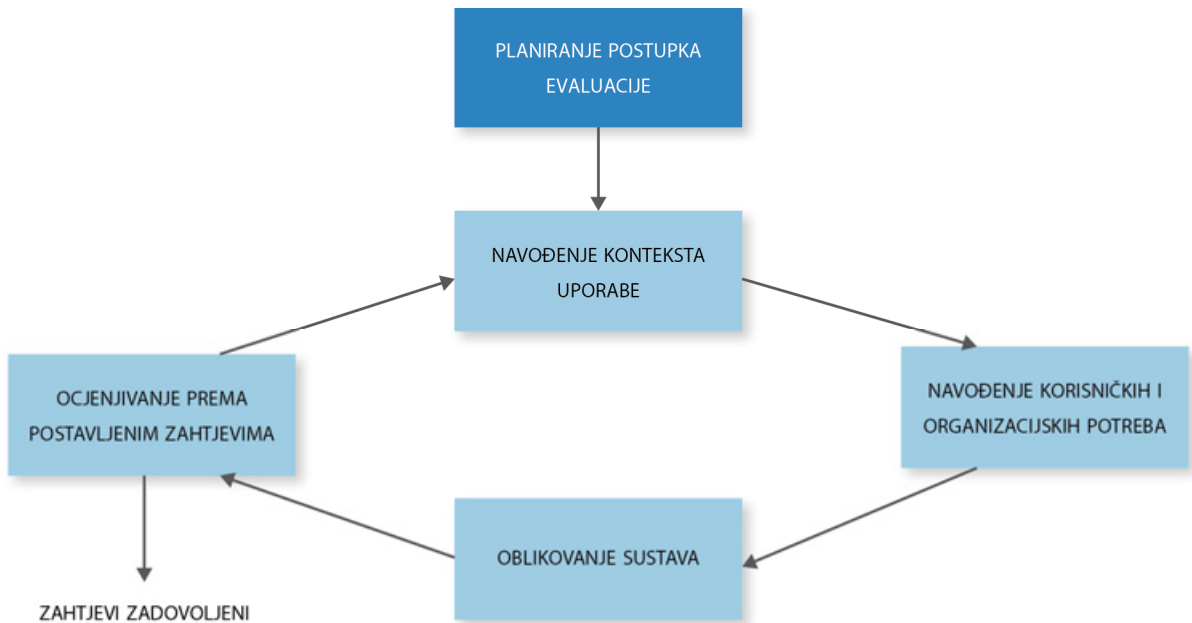 PLANIRANJE POSTUPKA
EVALUACIJE
NAVOĐENJE KONTEKSTA
UPORABE
NAVOĐENJE KORISNIČKIH I
ORGANIZACIJSKIH POTREBA
OBLIKOVANJE SUSTAVA
OCJENJIVANJE PREMA
POSTAVLJENIM ZAHTJEVIMA
ZAHTJEVI ZADOVOLJENI